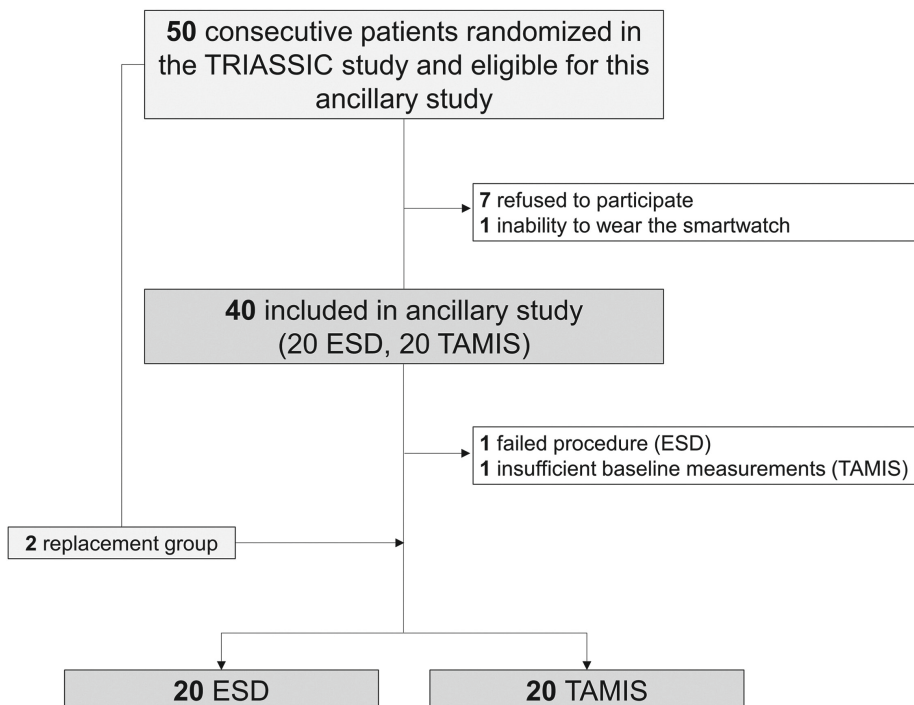 50 consecutive patients randomized in
the TRIASSIC study and eligible for this
ancillary study
7 refused to participate
1 inability to wear the smartwatch
40 included in ancillary study
(20 ESD, 20 TAMIS)
1 failed procedure (ESD)
1 insufficient baseline measurements (TAMIS)
2 replacement group
20 ESD
20 TAMIS